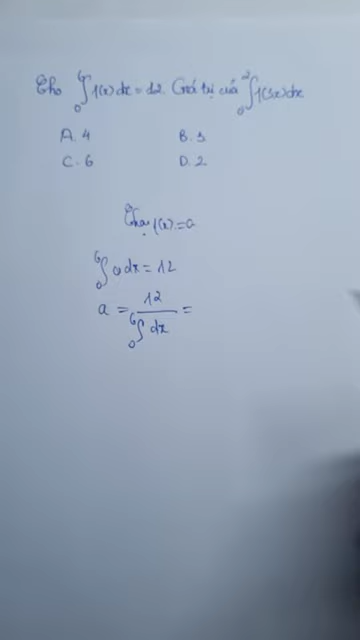 Cho ∫₀⁶ f(x)dx = 12. Giá trị của ∫₀² f(3x)dx
A. 4 B. 3
C. 6 D. 2
Chọn f(x) = a
∫₀⁶ a dx = 12
a = 12 / ∫₀⁶ dx =